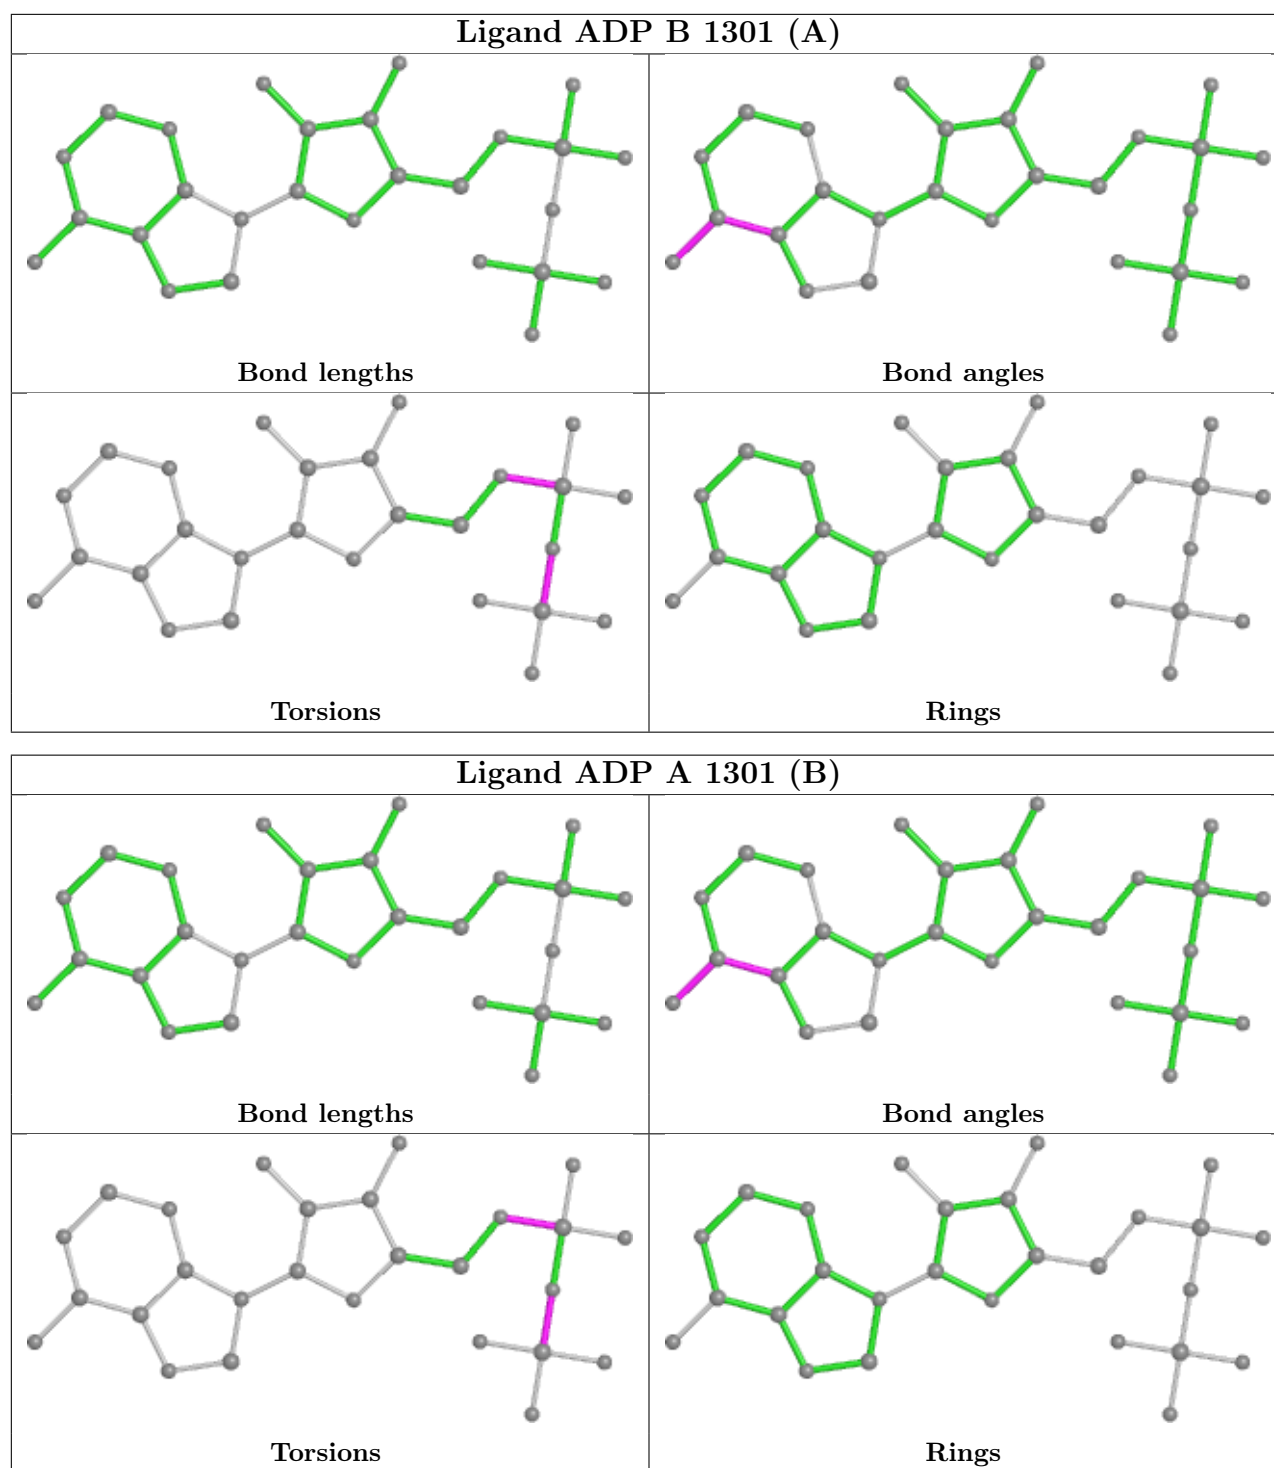 Ligand ADP B 1301 (A)
Bond lengths
Bond angles
Torsions
Rings
Ligand ADP A 1301 (B)
Bond lengths
Bond angles
Torsions
Rings